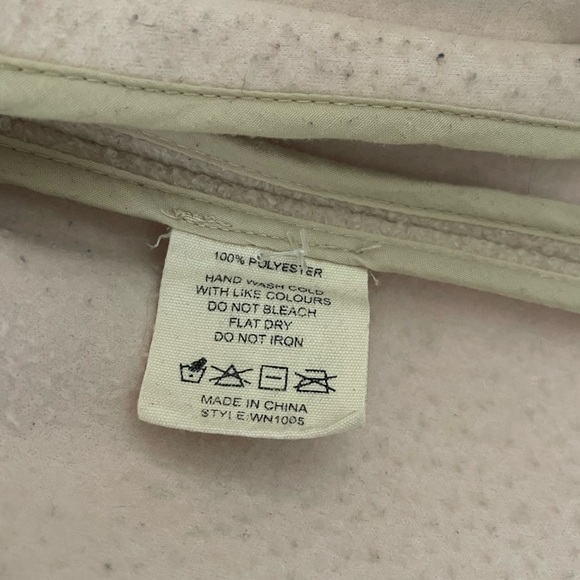 100% POLYESTER
HAND WASH COLD
WITH LIKE COLOURS
DO NOT BLEACH
FLAT DRY
DO NOT IRON
MADE IN CHINA
STYLE:WN1005